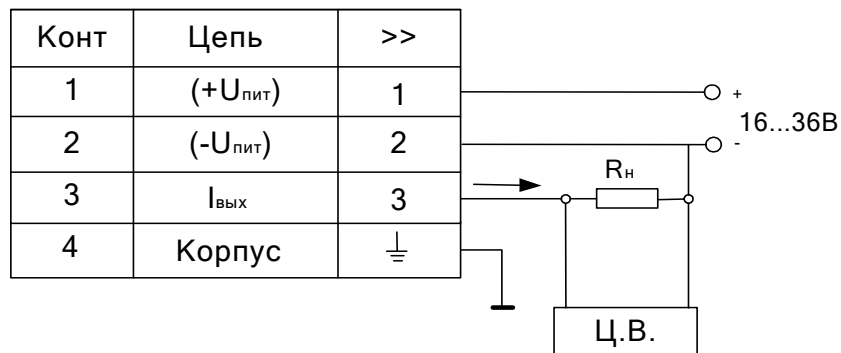 Конт Цепь >>
1 (+Uпит) 1
2 (-Uпит) 2
3 Iвых 3
4 Корпус
+
16...36В
-
Rн
Ц.В.